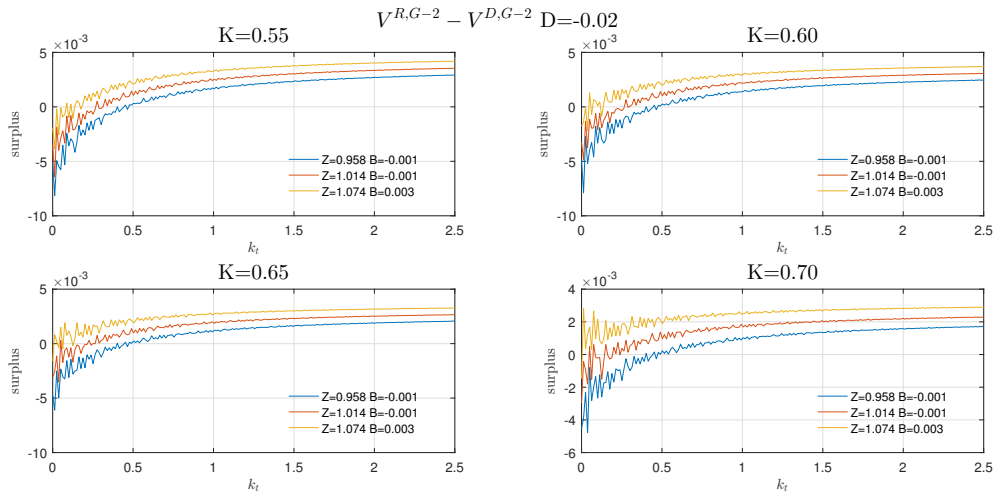 V^{R,G-2} − V^{D,G-2} D=-0.02
K=0.55
×10^{-3}
5
0
-5
-10
surplus
0 0.5 1 1.5 2 2.5
k_t
Z=0.958 B=-0.001
Z=1.014 B=-0.001
Z=1.074 B=0.003
K=0.60
×10^{-3}
5
0
-5
-10
surplus
0 0.5 1 1.5 2 2.5
k_t
Z=0.958 B=-0.001
Z=1.014 B=-0.001
Z=1.074 B=0.003
K=0.65
×10^{-3}
5
0
-5
-10
surplus
0 0.5 1 1.5 2 2.5
k_t
Z=0.958 B=-0.001
Z=1.014 B=-0.001
Z=1.074 B=0.003
K=0.70
×10^{-3}
4
2
0
-2
-4
-6
surplus
0 0.5 1 1.5 2 2.5
k_t
Z=0.958 B=-0.001
Z=1.014 B=-0.001
Z=1.074 B=0.003